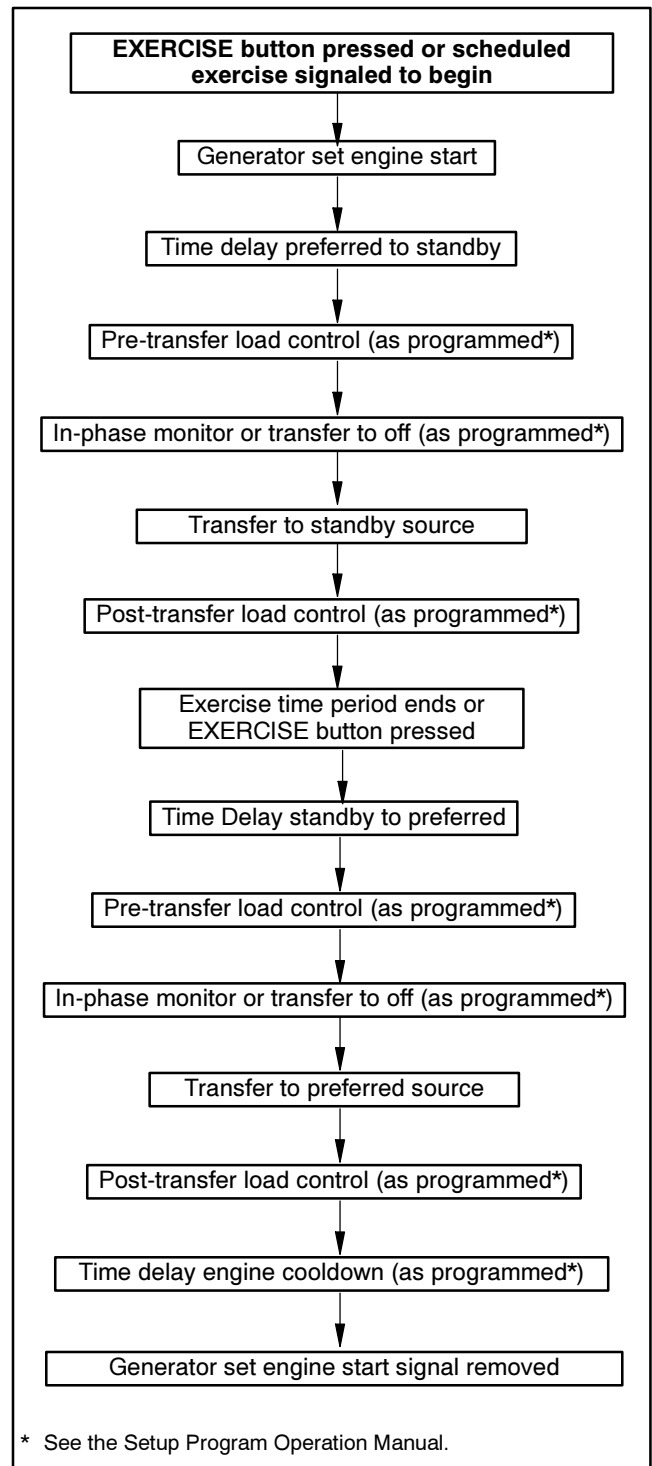 EXERCISE button pressed or scheduled
exercise signaled to begin
Generator set engine start
Time delay preferred to standby
Pre-transfer load control (as programmed*)
In-phase monitor or transfer to off (as programmed*)
Transfer to standby source
Post-transfer load control (as programmed*)
Exercise time period ends or
EXERCISE button pressed
Time Delay standby to preferred
Pre-transfer load control (as programmed*)
In-phase monitor or transfer to off (as programmed*)
Transfer to preferred source
Post-transfer load control (as programmed*)
Time delay engine cooldown (as programmed*)
Generator set engine start signal removed
* See the Setup Program Operation Manual.